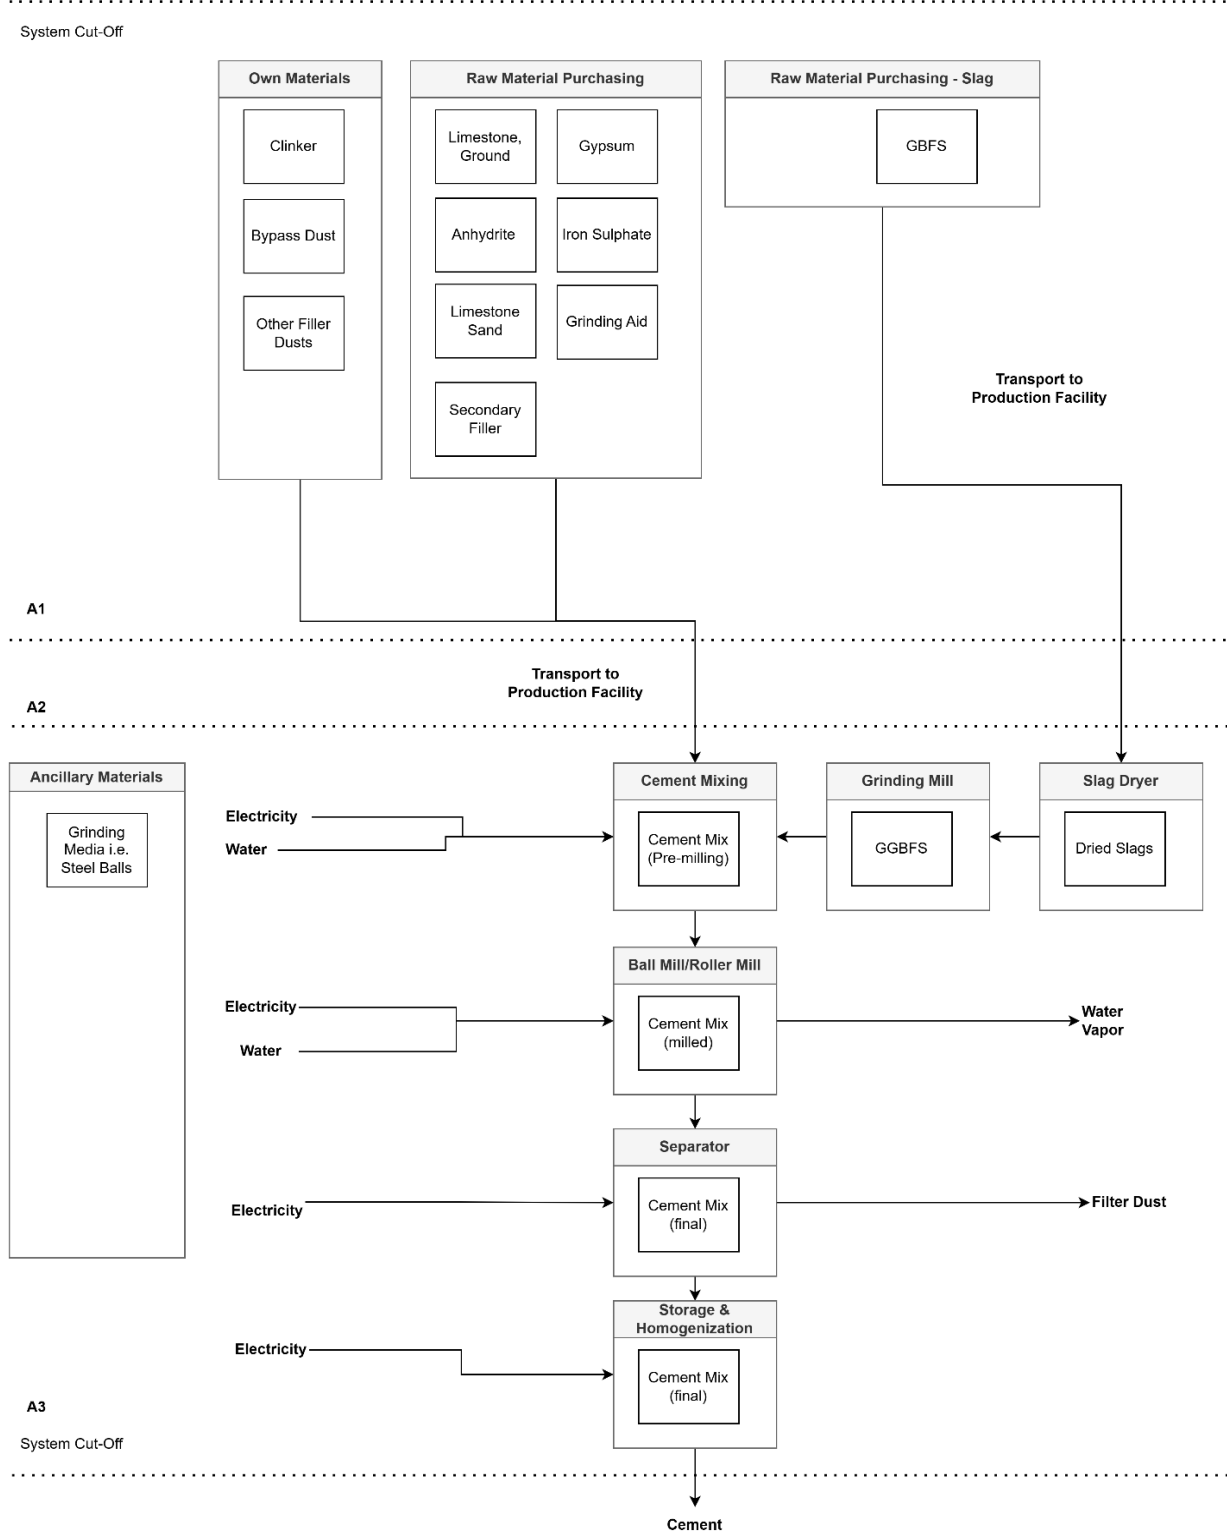 System Cut-Off
Own Materials
Clinker
Bypass Dust
Other Filler
Dusts
Raw Material Purchasing
Limestone,
Ground
Gypsum
Anhydrite
Iron Sulphate
Limestone
Sand
Grinding Aid
Secondary
Filler
Raw Material Purchasing - Slag
GBFS
Transport to
Production Facility
A1
Transport to
Production Facility
A2
Ancillary Materials
Grinding
Media i.e.
Steel Balls
Electricity
Water
Cement Mixing
Cement Mix
(Pre-milling)
Grinding Mill
GGBFS
Slag Dryer
Dried Slags
Electricity
Water
Ball Mill/Roller Mill
Cement Mix
(milled)
Water
Vapor
Electricity
Separator
Cement Mix
(final)
Filter Dust
Electricity
Storage &
Homogenization
Cement Mix
(final)
A3
System Cut-Off
Cement